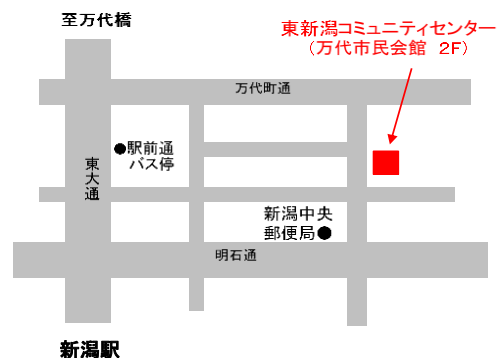 至万代橋
東新潟コミュニティセンター
(万代市民会館 2F)
万代町通
駅前通
バス停
東大通
新潟中央
郵便局
明石通
新潟駅